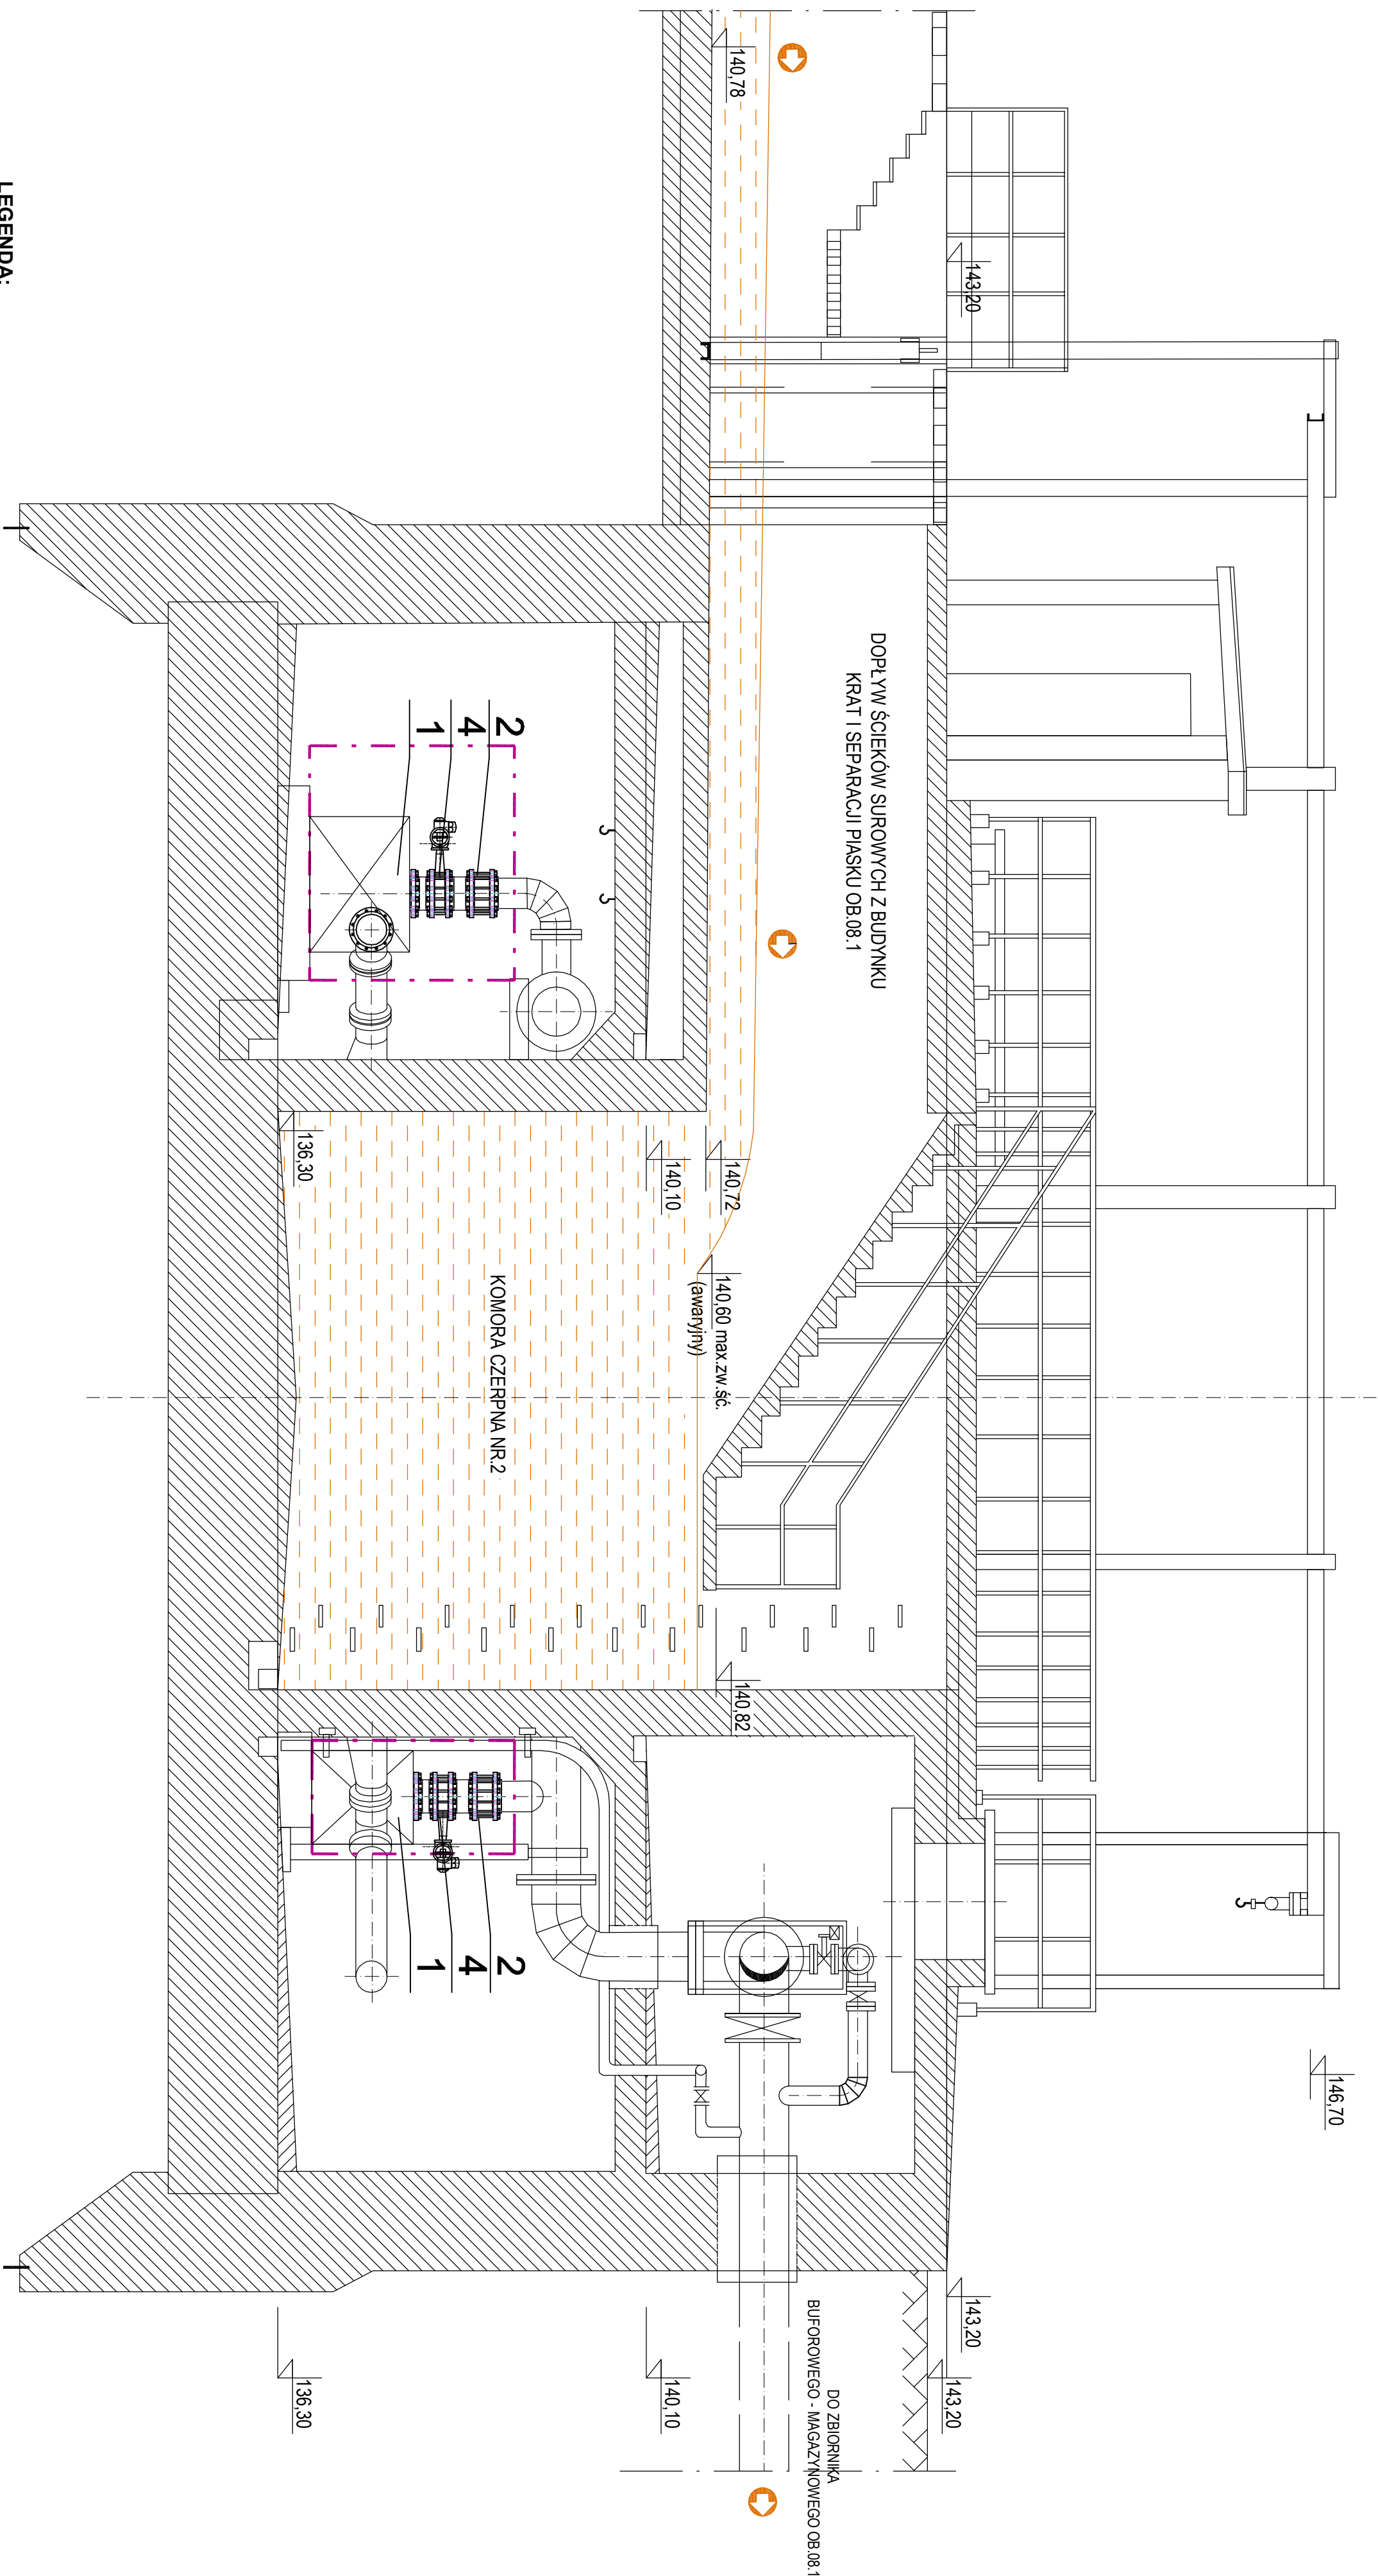 146,70
143,20
143,20
143,20
140,78
DOPŁYW ŚCIEKÓW SUROWYCH Z BUDYNKU
KRAT I SEPARACJI PIASKU OB.08.1
DO ZBIORNIKA
BUFOROWEGO - MAGAZYNOWEGO OB.08.1
140,72
140,10
140,60 max.zw.ść.
(awaryjny)
140,82
140,10
2
4
1
KOMORA CZERPNA NR.2
2
4
1
136,30
136,30
LEGENDA: